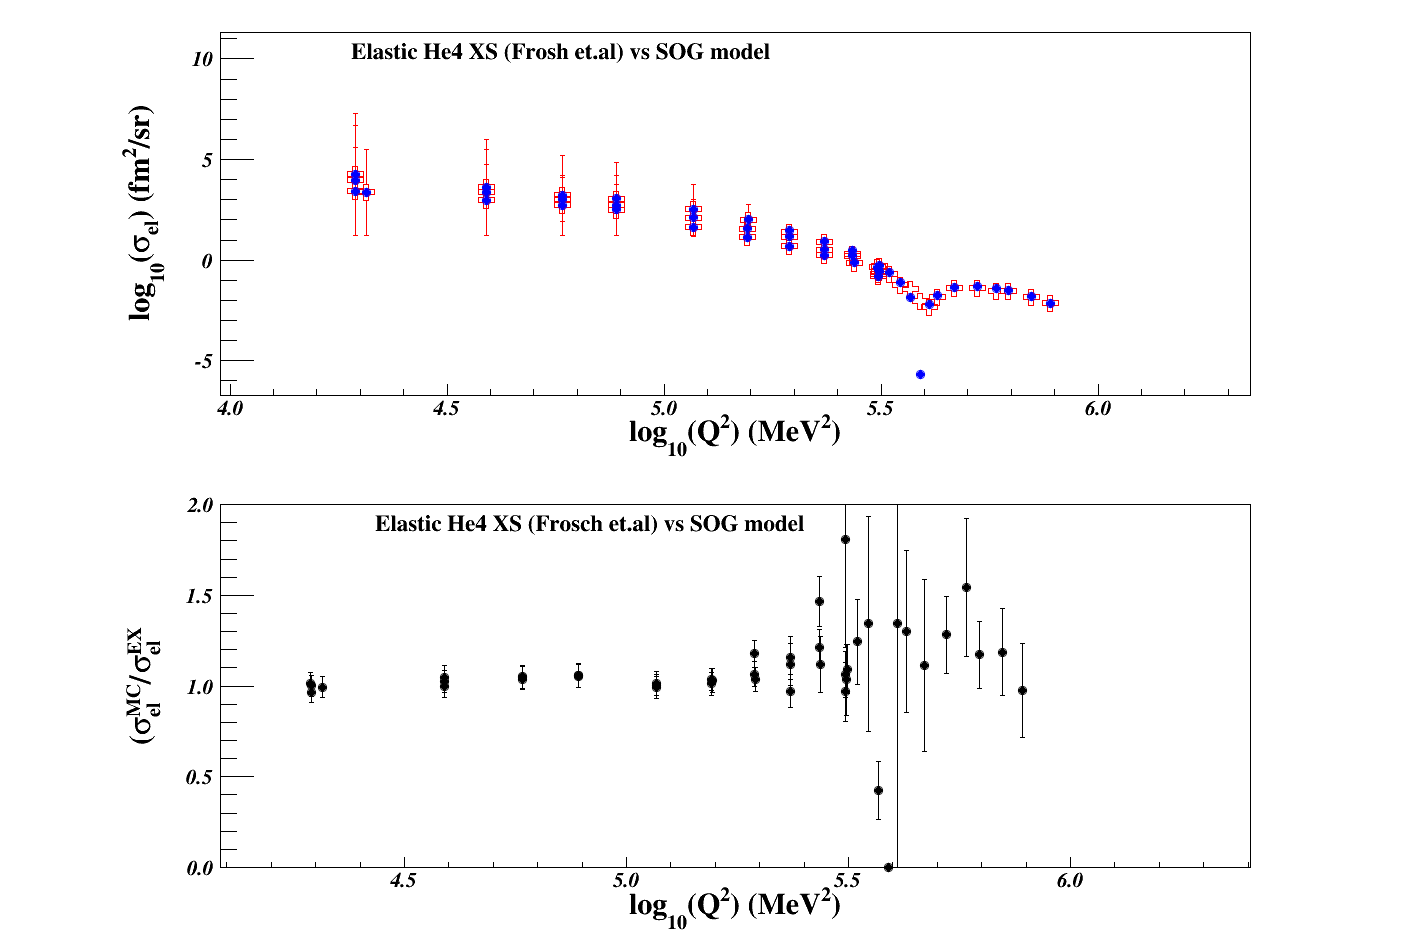 Elastic He4 XS (Frosh et.al) vs SOG model
log10(σel) (fm2/sr)
10
5
0
-5
4.0 4.5 5.0 5.5 6.0
log10(Q2) (MeV2)
Elastic He4 XS (Frosch et.al) vs SOG model
(σelMC/σelEX
2.0
1.5
1.0
0.5
0.0
4.5 5.0 5.5 6.0
log10(Q2) (MeV2)